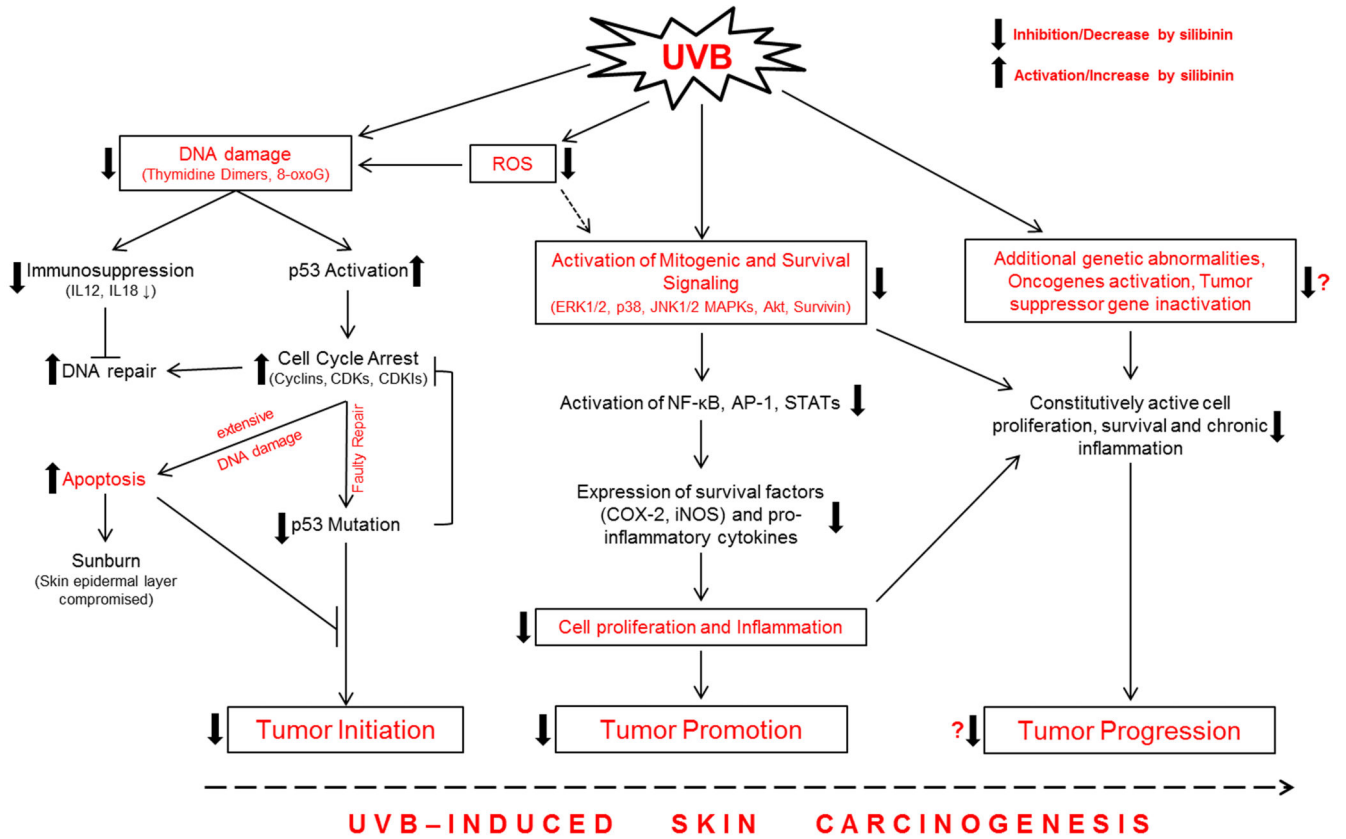 UVB
Inhibition/Decrease by silibinin
Activation/Increase by silibinin
DNA damage
(Thymidine Dimers, 8-oxoG)
ROS
Immunosuppression
(IL12, IL18 ↓)
p53 Activation
Activation of Mitogenic and Survival
Signaling
(ERK1/2, p38, JNK1/2 MAPKs, Akt, Survivin)
Additional genetic abnormalities,
Oncogenes activation, Tumor
suppressor gene inactivation
?
DNA repair
Cell Cycle Arrest
(Cyclins, CDKs, CDKIs)
Activation of NF-κB, AP-1, STATs
Constitutively active cell
proliferation, survival and chronic
inflammation
extensive
DNA damage
Faulty Repair
Apoptosis
p53 Mutation
Expression of survival factors
(COX-2, iNOS) and pro-
inflammatory cytokines
Sunburn
(Skin epidermal layer
compromised)
Cell proliferation and Inflammation
Tumor Initiation
Tumor Promotion
?
Tumor Progression
UVB–INDUCED SKIN CARCINOGENESIS